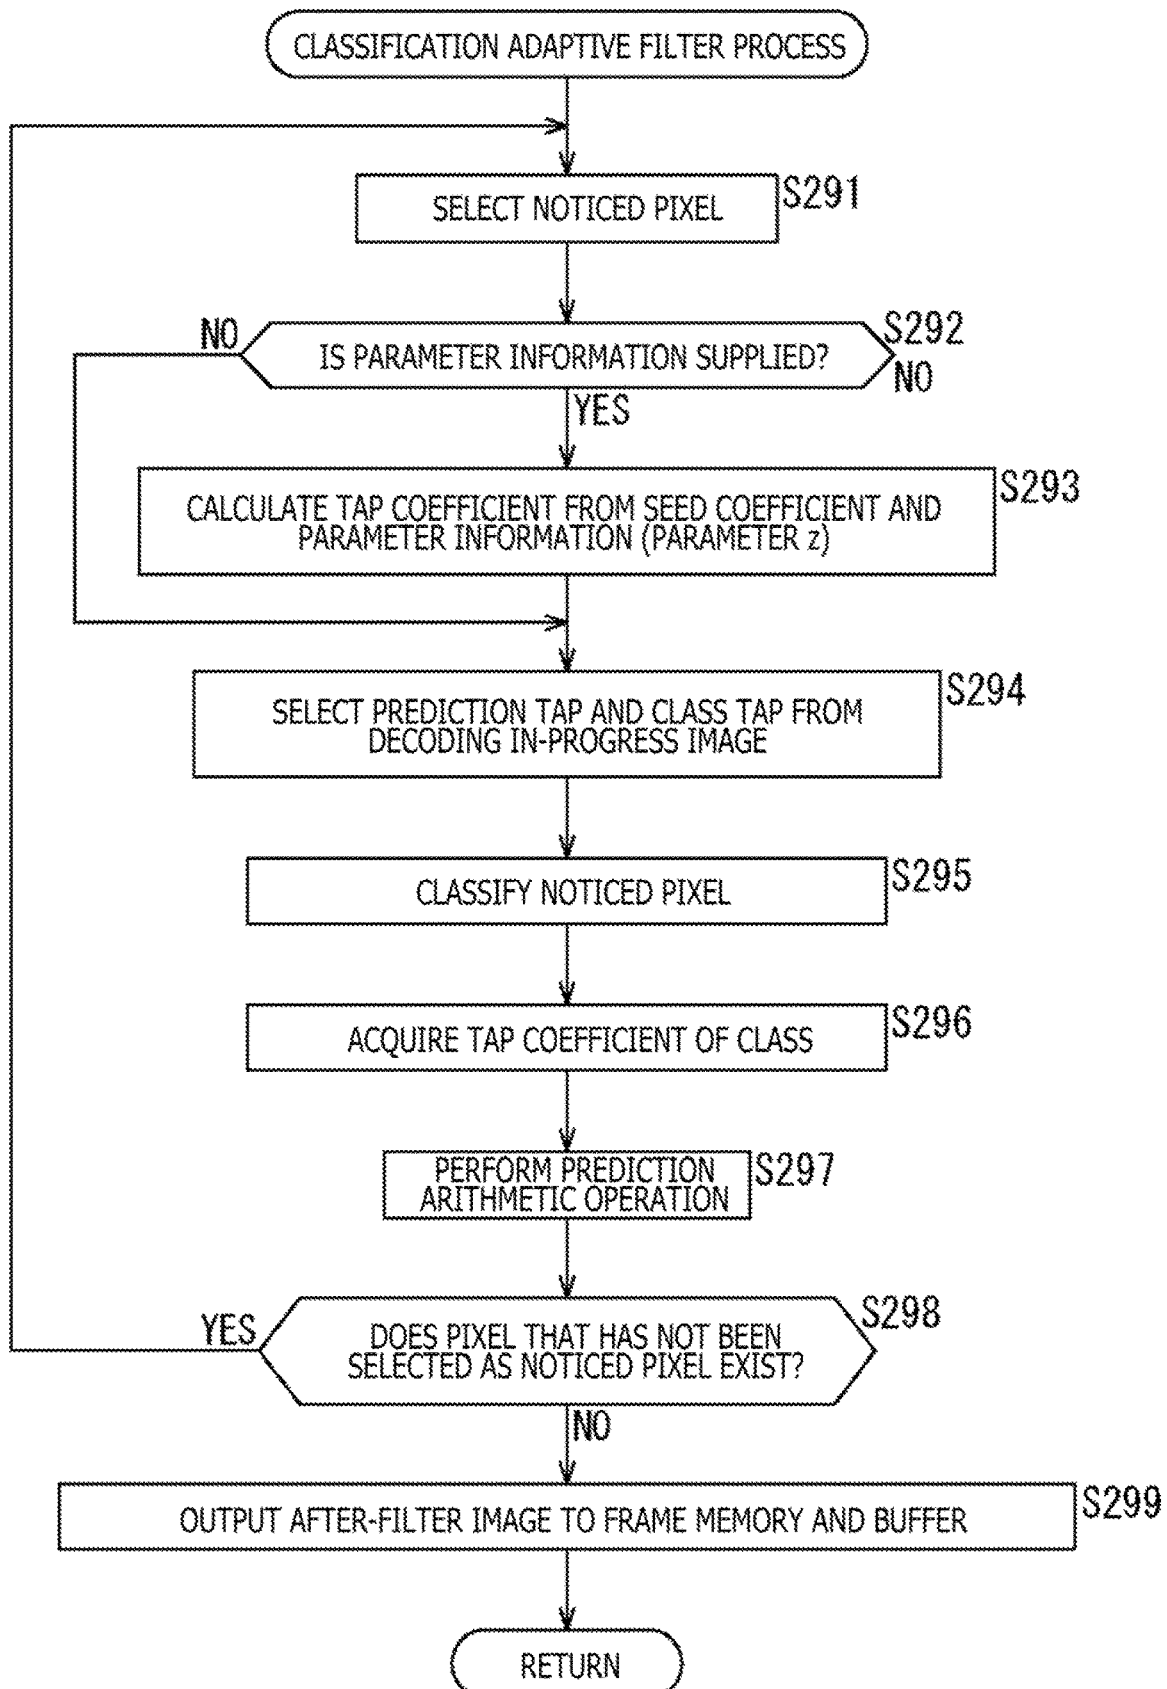 CLASSIFICATION ADAPTIVE FILTER PROCESS
SELECT NOTICED PIXEL
S291
NO
IS PARAMETER INFORMATION SUPPLIED?
S292
NO
YES
CALCULATE TAP COEFFICIENT FROM SEED COEFFICIENT AND
PARAMETER INFORMATION (PARAMETER z)
S293
SELECT PREDICTION TAP AND CLASS TAP FROM
DECODING IN-PROGRESS IMAGE
S294
CLASSIFY NOTICED PIXEL
S295
ACQUIRE TAP COEFFICIENT OF CLASS
S296
PERFORM PREDICTION
ARITHMETIC OPERATION
S297
YES
DOES PIXEL THAT HAS NOT BEEN
SELECTED AS NOTICED PIXEL EXIST?
S298
NO
OUTPUT AFTER-FILTER IMAGE TO FRAME MEMORY AND BUFFER
S299
RETURN